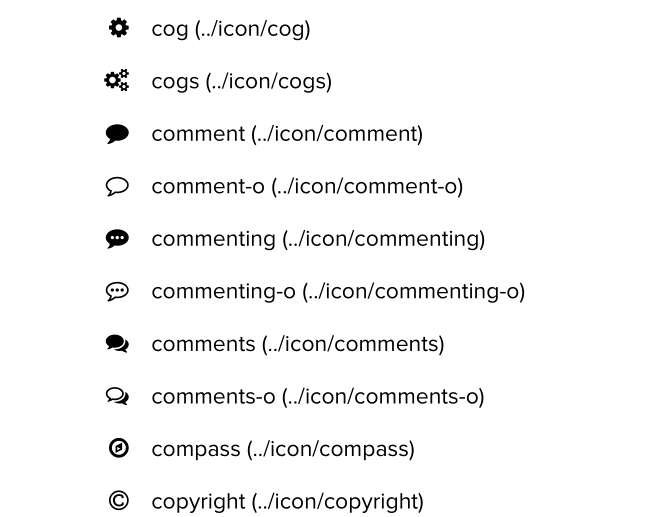 cog (../icon/cog)
cogs (../icon/cogs)
comment (../icon/comment)
comment-o (../icon/comment-o)
commenting (../icon/commenting)
commenting-o (../icon/commenting-o)
comments (../icon/comments)
comments-o (../icon/comments-o)
compass (../icon/compass)
© copyright (../icon/copyright)